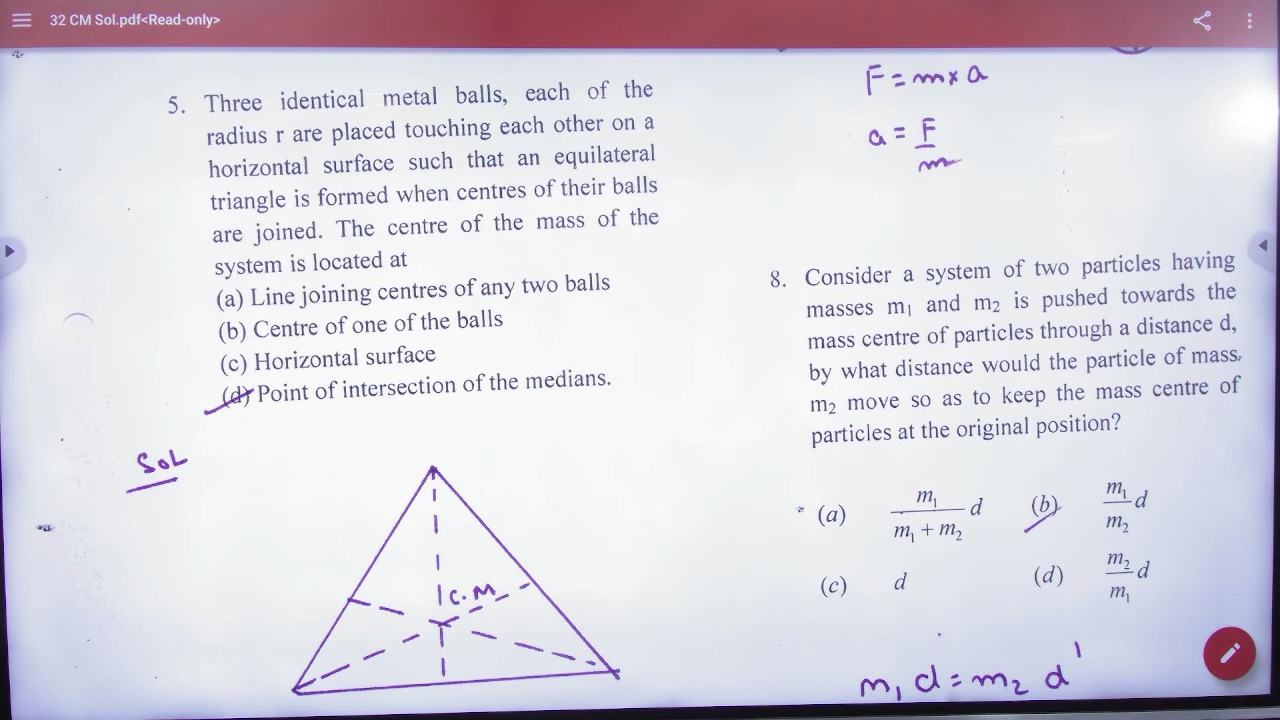 32 CM Sol.pdf<Read-only>
5. Three identical metal balls, each of the
radius r are placed touching each other on a
horizontal surface such that an equilateral
triangle is formed when centres of their balls
are joined. The centre of the mass of the
system is located at
(a) Line joining centres of any two balls
(b) Centre of one of the balls
(c) Horizontal surface
(d) Point of intersection of the medians.
SOL
C.M
F = m × a
a = F/m
8. Consider a system of two particles having
masses m₁ and m₂ is pushed towards the
mass centre of particles through a distance d,
by what distance would the particle of mass
m₂ move so as to keep the mass centre of
particles at the original position?
(a) m₁/(m₁ + m₂) d (b) m₁/m₂ d
(c) d (d) m₂/m₁ d
m₁ d = m₂ d'